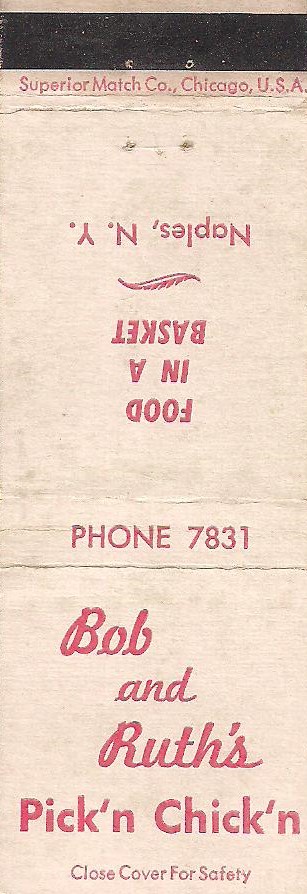 Superior Match Co., Chicago, U.S.A.
FOOD
IN A
BASKET
Naples, N. Y.
PHONE 7831
Bob
and
Ruth's
Pick'n Chick'n
Close Cover For Safety